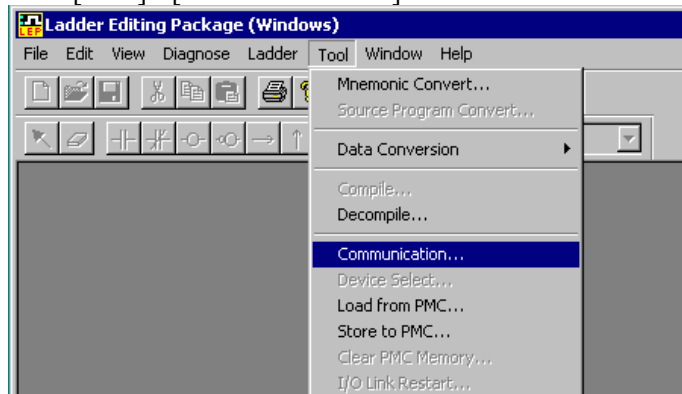 Ladder Editing Package (Windows)
File Edit View Diagnose Ladder Tool Window Help
Mnemonic Convert...
Source Program Convert...
Data Conversion
Compile...
Decompile...
Communication...
Device Select...
Load from PMC...
Store to PMC...
Clear PMC Memory...
I/O Link Restart...
LEP